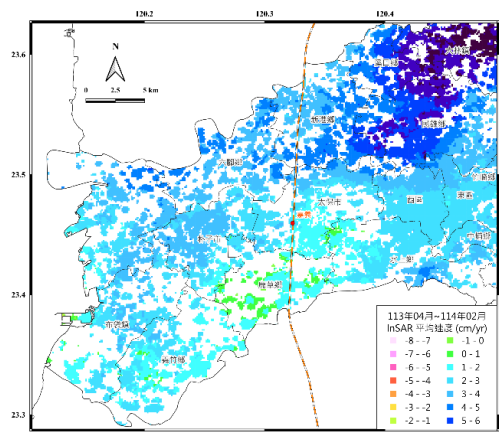 120.2
120.3
120.4
23.6
23.5
23.4
23.3
N
0
2.5
5 km
大林鎮
溪口鄉
民雄鄉
新港鄉
六腳鄉
太保市
西區
東區
嘉義
朴子市
鹿草鄉
水上鄉
中埔鄉
布袋鎮
義竹鄉
113年04月~114年02月
InSAR 平均速度 (cm/yr)
-8 - -7
-7 - -6
-6 - -5
-5 - -4
-4 - -3
-3 - -2
-2 - -1
-1 - 0
0 - 1
1 - 2
2 - 3
3 - 4
4 - 5
5 - 6